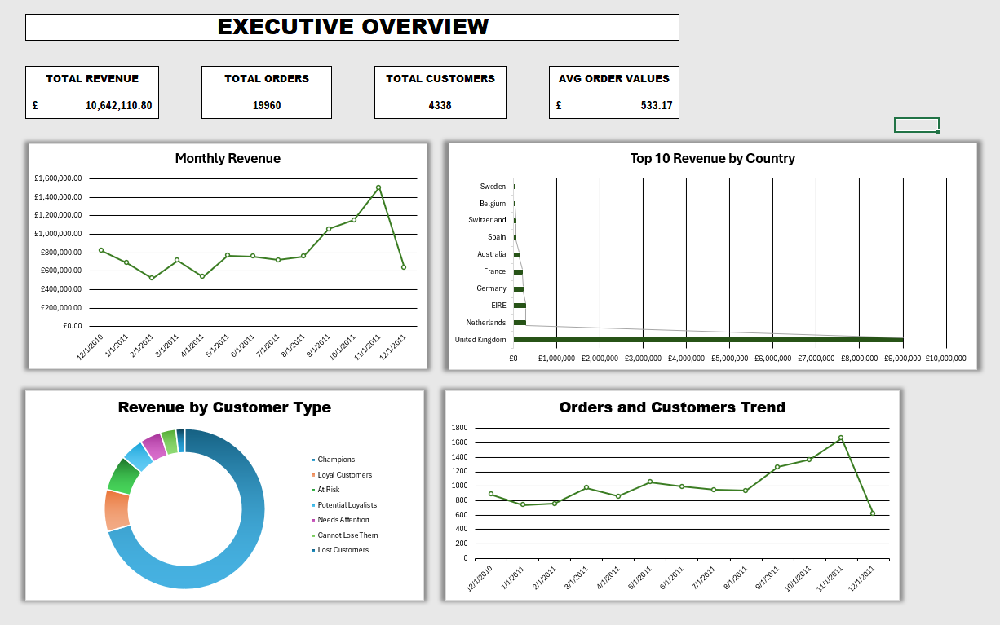 EXECUTIVE OVERVIEW
TOTAL REVENUE
£ 10,642,110.80
TOTAL ORDERS
19960
TOTAL CUSTOMERS
4338
AVG ORDER VALUES
£ 533.17
Monthly Revenue
£1,600,000.00
£1,400,000.00
£1,200,000.00
£1,000,000.00
£800,000.00
£600,000.00
£400,000.00
£200,000.00
£0.00
12/1/2010
1/1/2011
2/1/2011
3/1/2011
4/1/2011
5/1/2011
6/1/2011
7/1/2011
8/1/2011
9/1/2011
10/1/2011
11/1/2011
12/1/2011
Top 10 Revenue by Country
Sweden
Belgium
Switzerland
Spain
Australia
France
Germany
EIRE
Netherlands
United Kingdom
£0 £1,000,000 £2,000,000 £3,000,000 £4,000,000 £5,000,000 £6,000,000 £7,000,000 £8,000,000 £9,000,000 £10,000,000
Revenue by Customer Type
Champions
Loyal Customers
At Risk
Potential Loyalists
Needs Attention
Cannot Lose Them
Lost Customers
Orders and Customers Trend
1800
1600
1400
1200
1000
800
600
400
200
0
12/1/2010
1/1/2011
2/1/2011
3/1/2011
4/1/2011
5/1/2011
6/1/2011
7/1/2011
8/1/2011
9/1/2011
10/1/2011
11/1/2011
12/1/2011